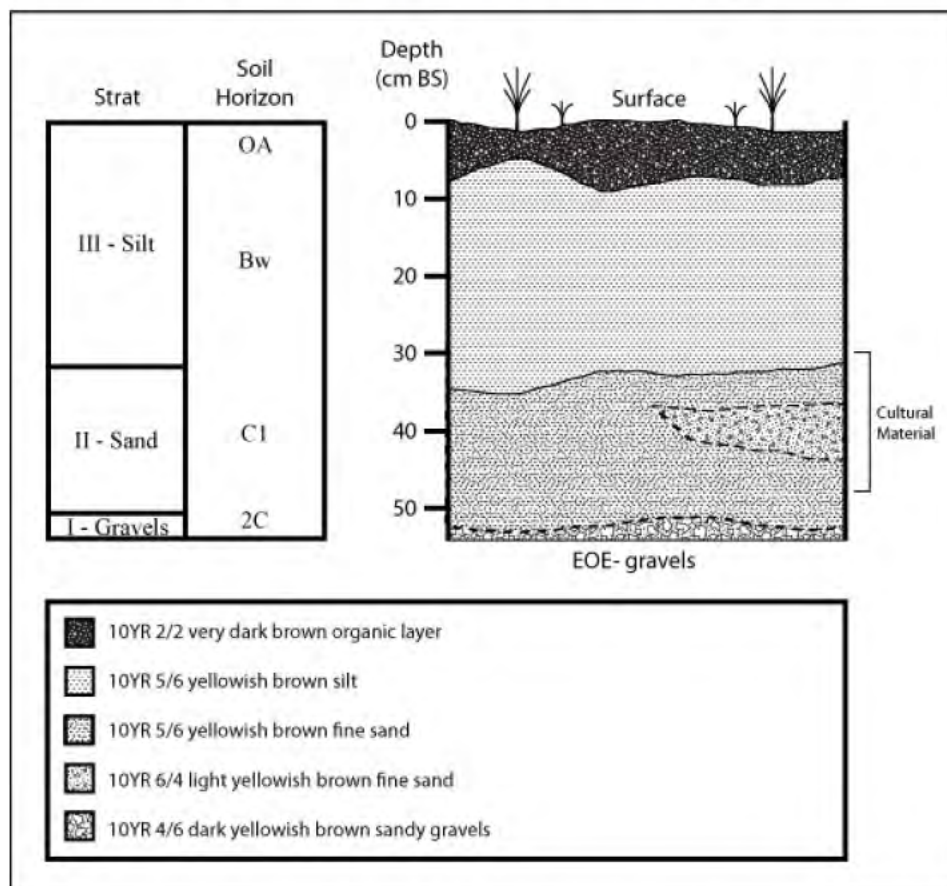 Strat
Soil
Horizon
Depth
(cm BS)
Surface
III - Silt
II - Sand
I - Gravels
OA
Bw
C1
2C
0
10
20
30
40
50
Cultural
Material
EOE- gravels
10YR 2/2 very dark brown organic layer
10YR 5/6 yellowish brown silt
10YR 5/6 yellowish brown fine sand
10YR 6/4 light yellowish brown fine sand
10YR 4/6 dark yellowish brown sandy gravels